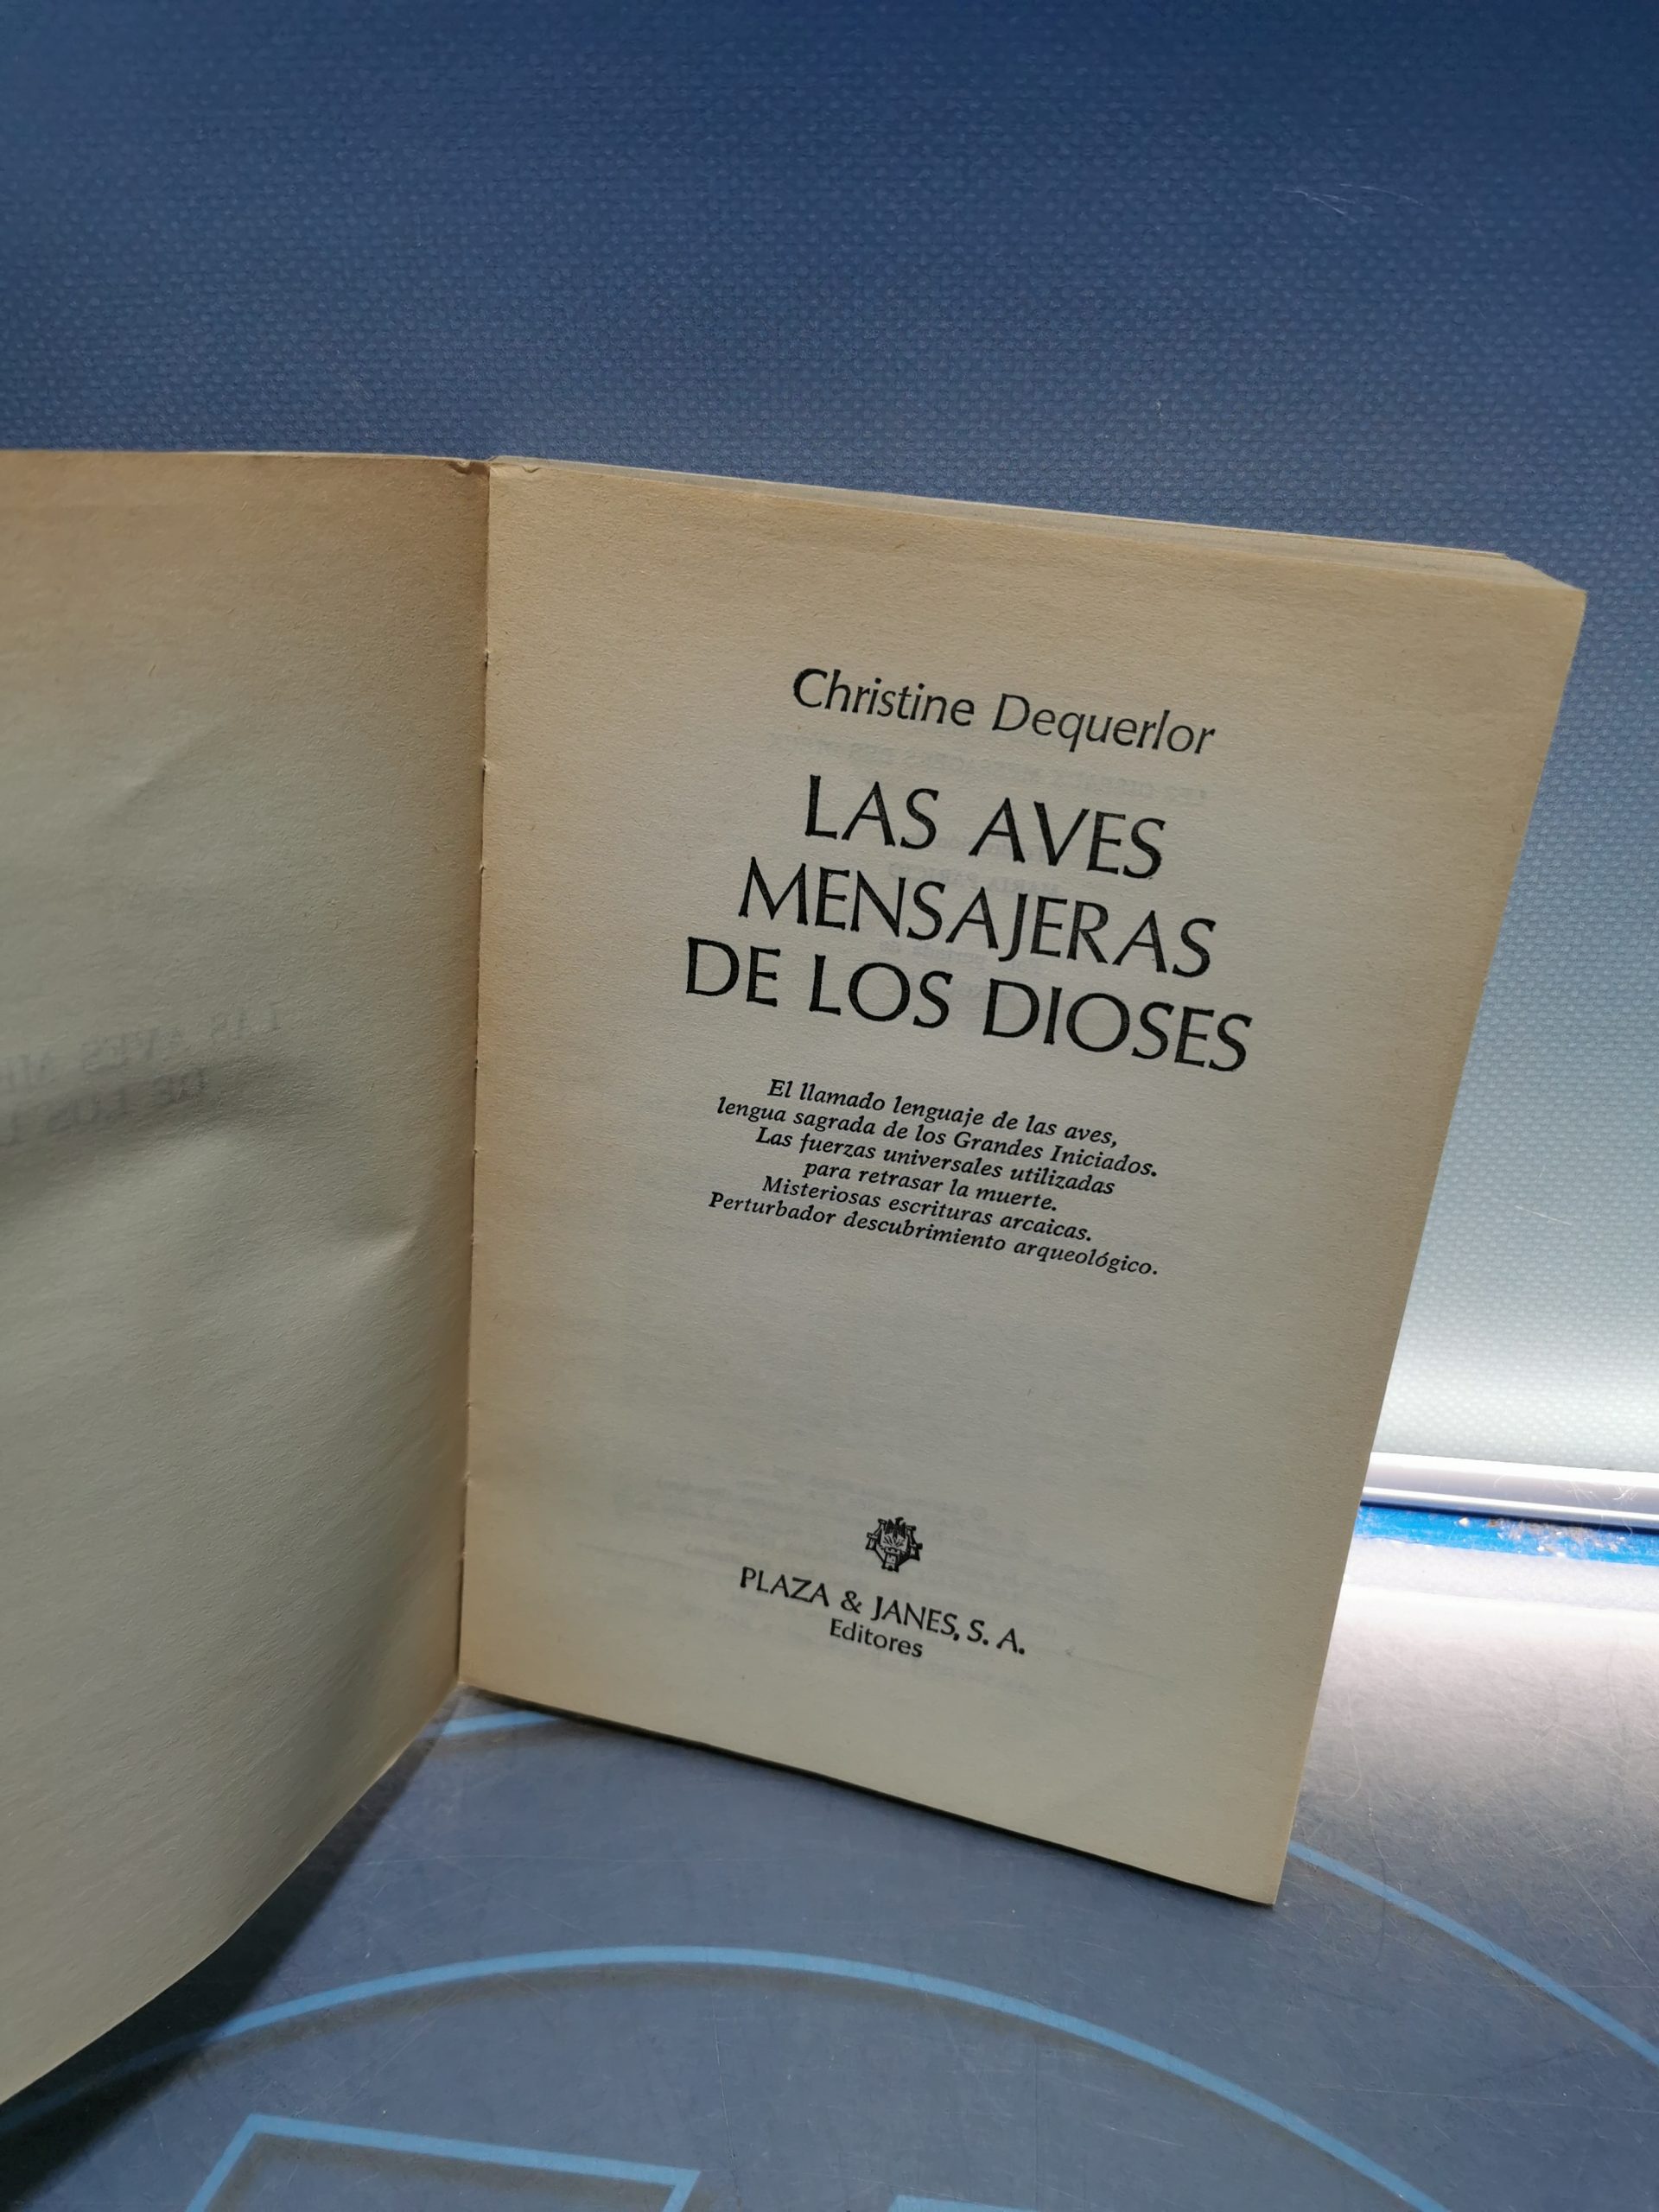 Christine Dequerlor
LAS AVES
MENSAJERAS
DE LOS DIOSES
El llamado lenguaje de las aves,
lengua sagrada de los Grandes Iniciados.
Las fuerzas universales utilizadas
para retrasar la muerte.
Misteriosas escrituras arcaicas.
Perturbador descubrimiento arqueológico.
PLAZA & JANES, S. A.
Editores